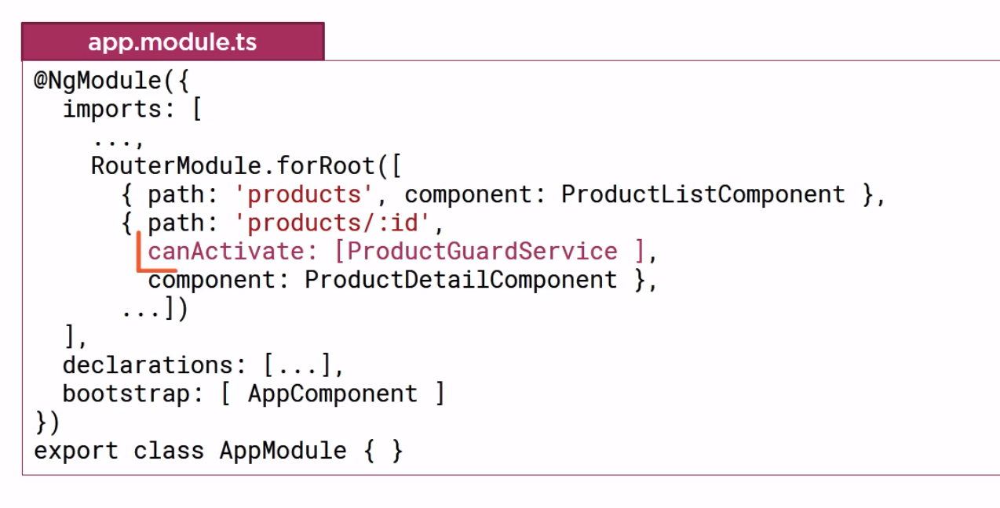 app.module.ts
@NgModule({
  imports: [
    ...,
    RouterModule.forRoot([
      { path: 'products', component: ProductListComponent },
      { path: 'products/:id',
        canActivate: [ProductGuardService ],
        component: ProductDetailComponent },
      ...])
  ],
  declarations: [...],
  bootstrap: [ AppComponent ]
})
export class AppModule { }